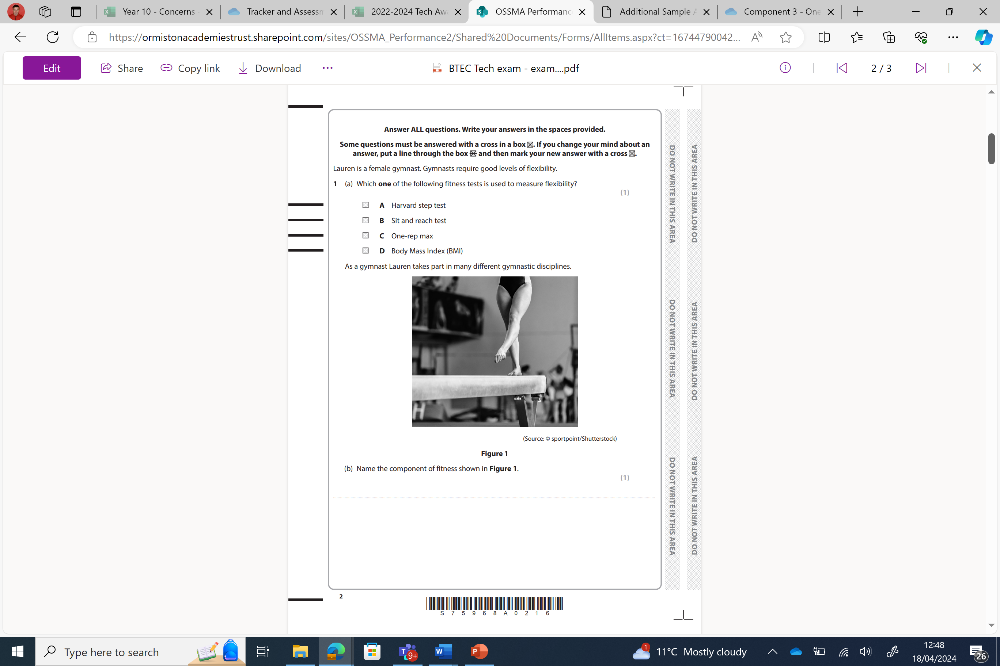 Year 10 - Concerns
Tracker and Assessm
2022-2024 Tech Aw
OSSMA Performanc
Additional Sample A
Component 3 - One
https://ormistonacademiestrust.sharepoint.com/sites/OSSMA_Performance2/Shared%20Documents/Forms/AllItems.aspx?ct=16744790042...
Edit
Share
Copy link
Download
BTEC Tech exam - exam....pdf
2 / 3
Answer ALL questions. Write your answers in the spaces provided.
Some questions must be answered with a cross in a box ☒. If you change your mind about an
answer, put a line through the box and then mark your new answer with a cross ☒.
Lauren is a female gymnast. Gymnasts require good levels of flexibility.
1 (a) Which one of the following fitness tests is used to measure flexibility?
(1)
A Harvard step test
B Sit and reach test
C One-rep max
D Body Mass Index (BMI)
As a gymnast Lauren takes part in many different gymnastic disciplines.
H
(Source: © sportpoint/Shutterstock)
Figure 1
(b) Name the component of fitness shown in Figure 1.
(1)
2
S75968A0216
DO NOT WRITE IN THIS AREA
DO NOT WRITE IN THIS AREA
DO NOT WRITE IN THIS AREA
DO NOT WRITE IN THIS AREA
DO NOT WRITE IN THIS AREA
DO NOT WRITE IN THIS AREA
Type here to search
9+
1
11°C Mostly cloudy
12:48
18/04/2024
26